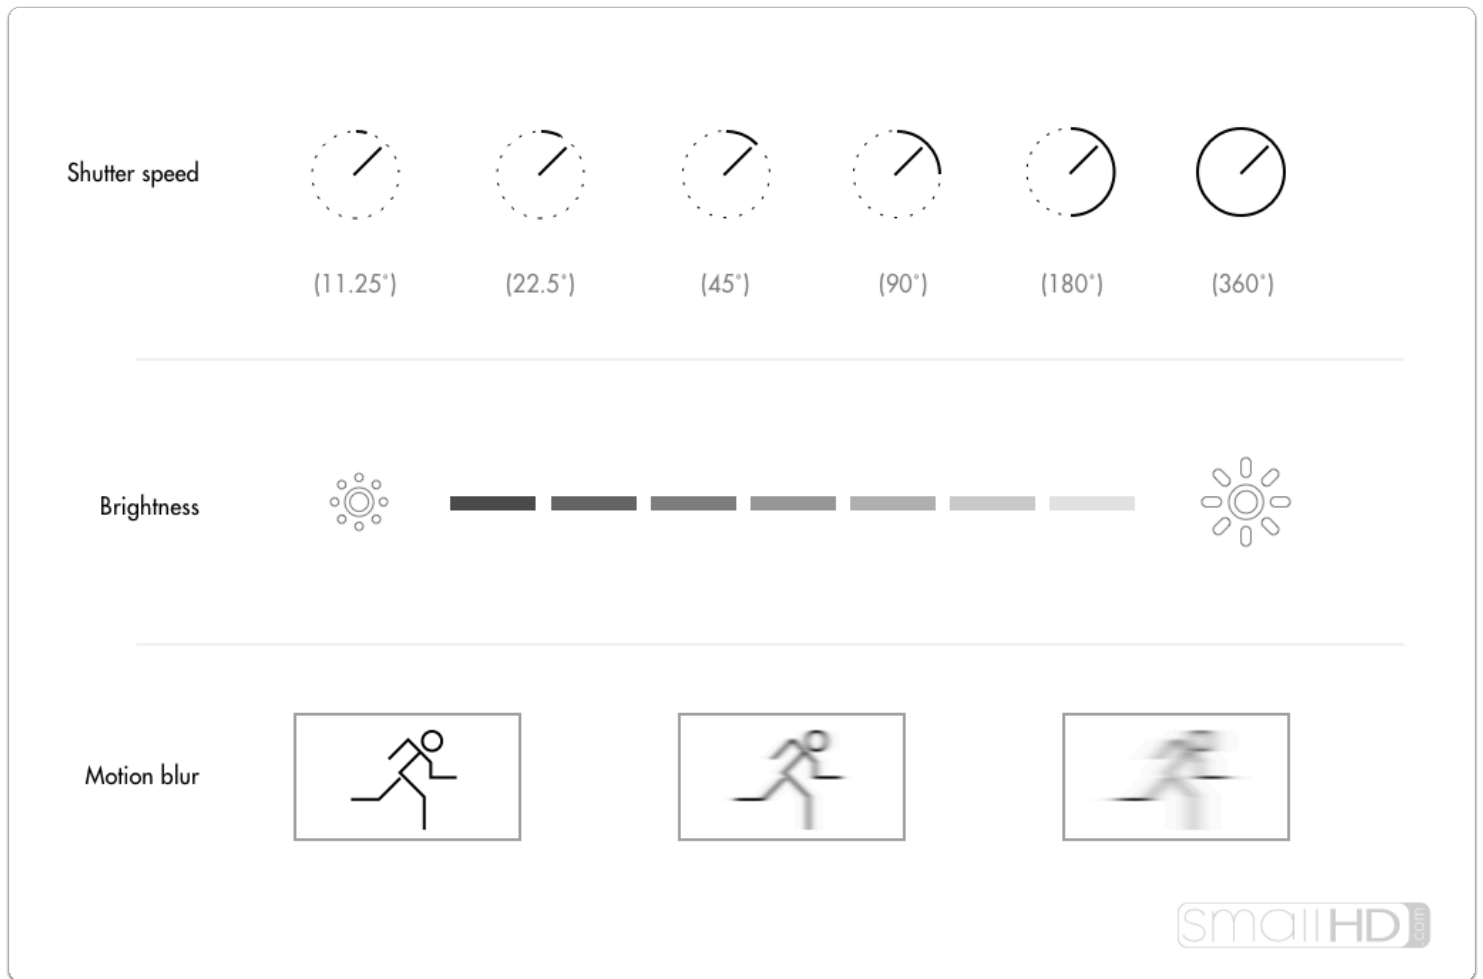 Shutter speed
(11.25°) (22.5°) (45°) (90°) (180°) (360°)
Brightness
Motion blur
smallHD.com